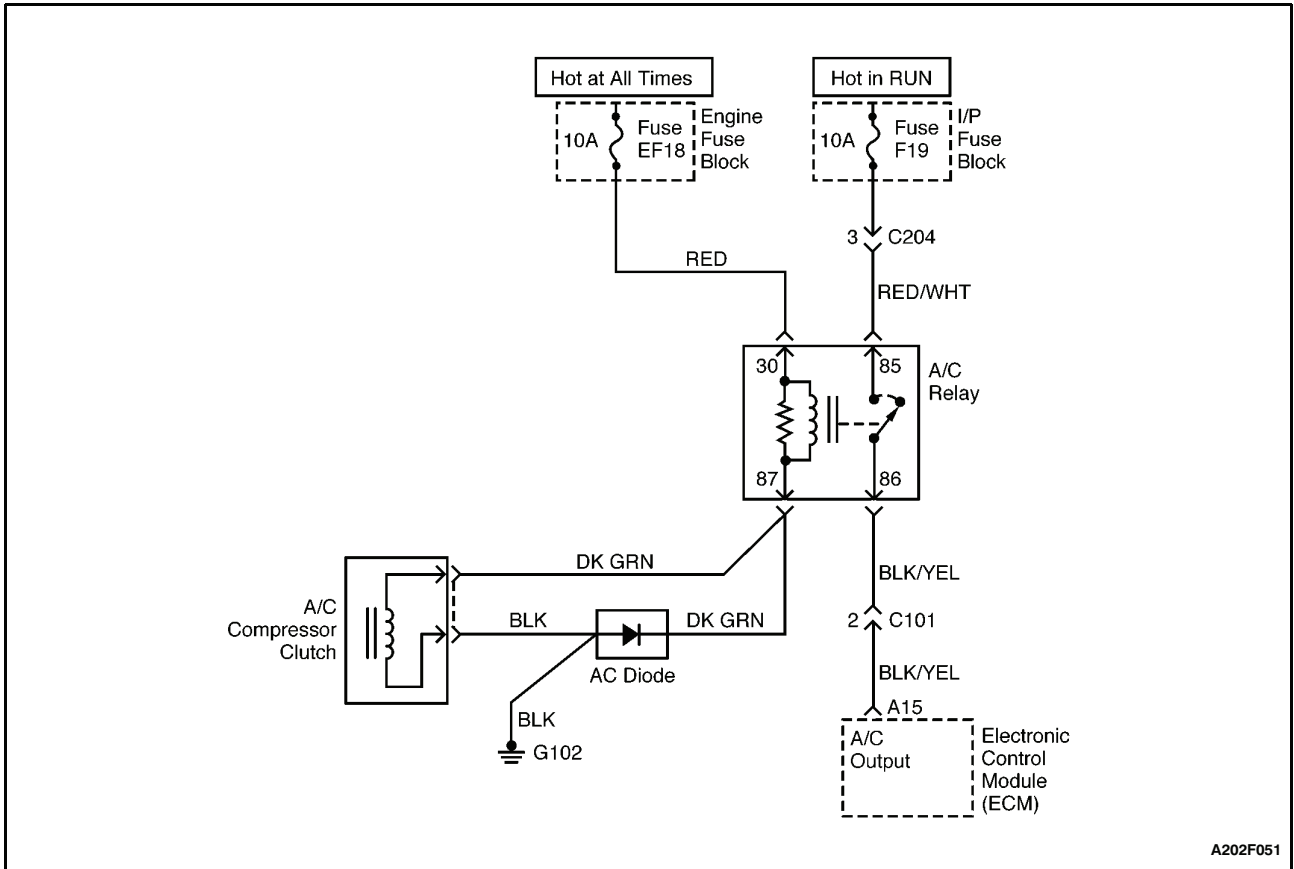 Hot at All Times
Hot in RUN
10A
Fuse
EF18
Engine
Fuse
Block
10A
Fuse
F19
I/P
Fuse
Block
3
C204
RED
RED/WHT
30
85
A/C
Relay
87
86
DK GRN
BLK/YEL
A/C
Compressor
Clutch
BLK
DK GRN
2
C101
AC Diode
BLK/YEL
BLK
A15
G102
A/C
Output
Electronic
Control
Module
(ECM)
A202F051